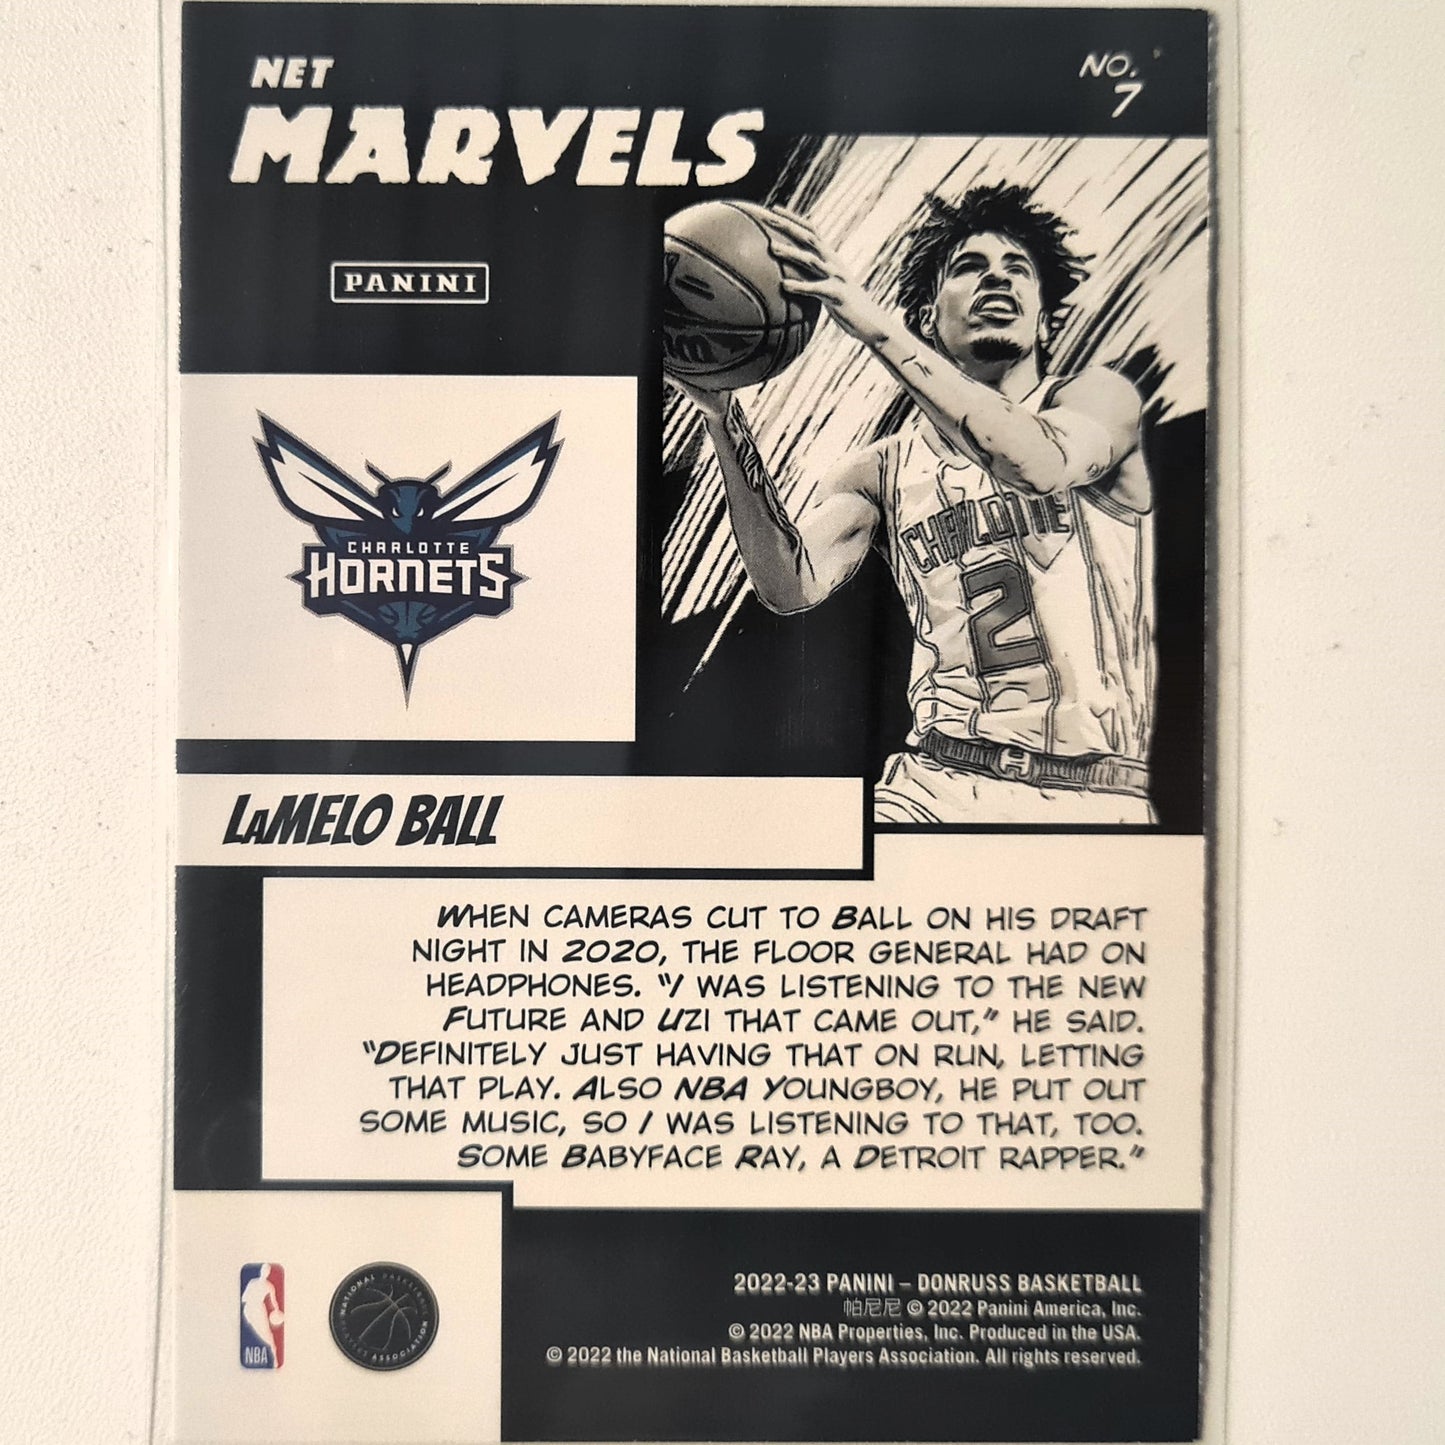 NET
MARVELS
NO.
7
PANINI
CHARLOTTE
HORNETS
CHARLOTTE
2
LaMELO BALL
WHEN CAMERAS CUT TO BALL ON HIS DRAFT
NIGHT IN 2020, THE FLOOR GENERAL HAD ON
HEADPHONES. "I WAS LISTENING TO THE NEW
FUTURE AND UZI THAT CAME OUT," HE SAID.
"DEFINITELY JUST HAVING THAT ON RUN, LETTING
THAT PLAY. ALSO NBA YOUNGBOY, HE PUT OUT
SOME MUSIC, SO I WAS LISTENING TO THAT, TOO.
SOME BABYFACE RAY, A DETROIT RAPPER."
NBA
NATIONAL BASKETBALL PLAYERS ASSOCIATION
2022-23 PANINI – DONRUSS BASKETBALL
帕尼尼 © 2022 Panini America, Inc.
© 2022 NBA Properties, Inc. Produced in the USA.
© 2022 the National Basketball Players Association. All rights reserved.